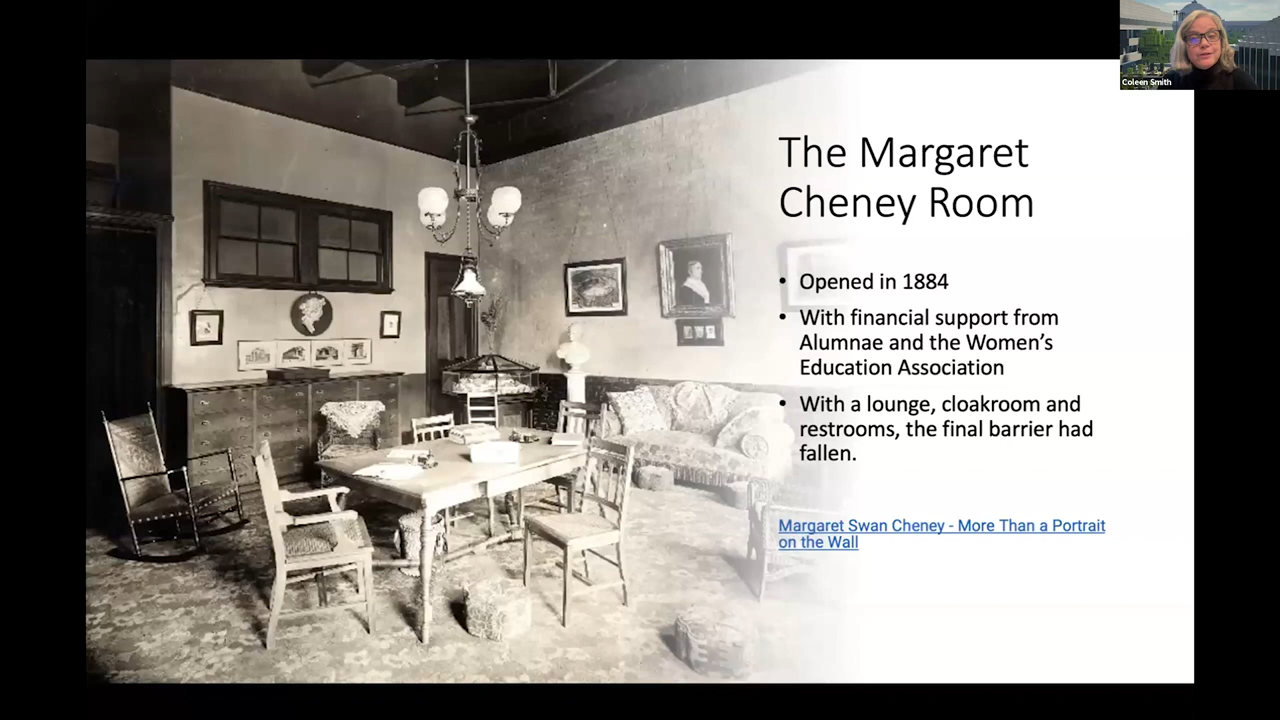 Coleen Smith
The Margaret
Cheney Room
• Opened in 1884
• With financial support from
Alumnae and the Women’s
Education Association
• With a lounge, cloakroom and
restrooms, the final barrier had
fallen.
Margaret Swan Cheney - More Than a Portrait
on the Wall